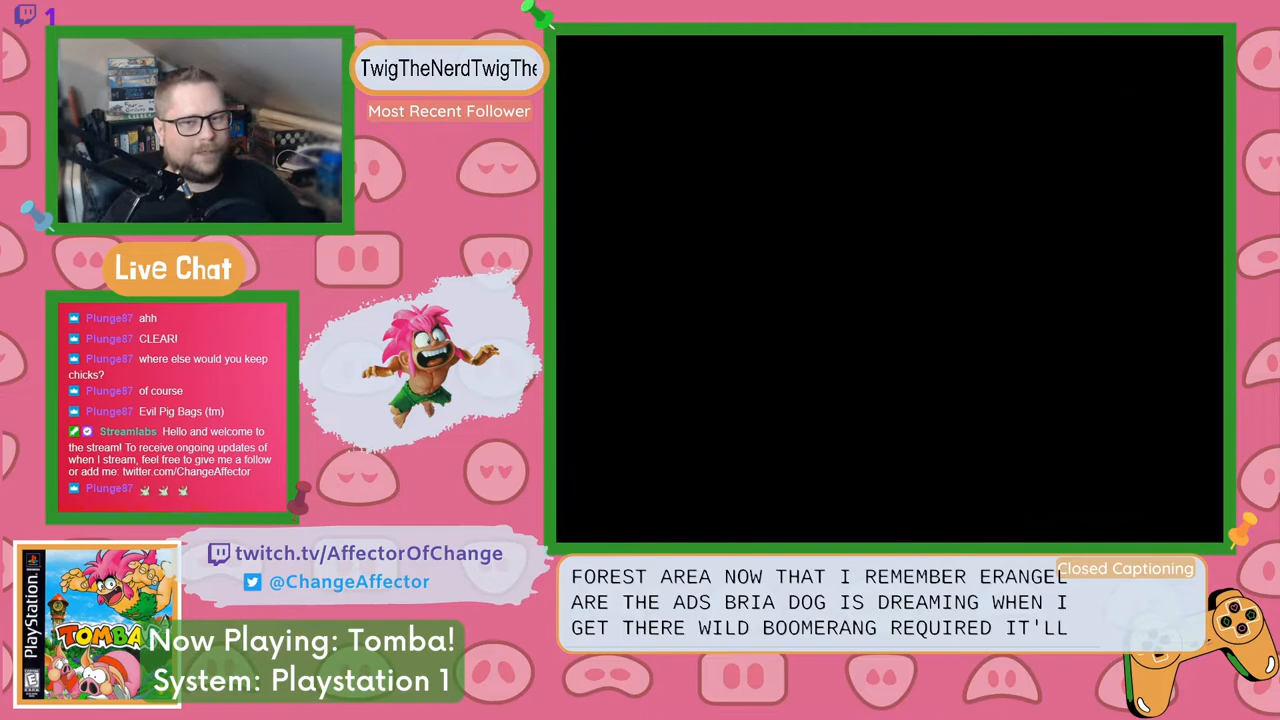 1
TwigTheNerdTwigThe
Most Recent Follower
Live Chat
Plunge87 ahh
Plunge87 CLEAR!
Plunge87 where else would you keep
chicks?
Plunge87 of course
Plunge87 Evil Pig Bags (tm)
Streamlabs Hello and welcome to
the stream! To receive ongoing updates of
when I stream, feel free to give me a follow
or add me: twitter.com/ChangeAffector
Plunge87
twitch.tv/AffectorOfChange
@ChangeAffector
PlayStation
TOMBA
Now Playing: Tomba!
System: Playstation 1
Closed Captioning
FOREST AREA NOW THAT I REMEMBER ERANGEL
ARE THE ADS BRIA DOG IS DREAMING WHEN I
GET THERE WILD BOOMERANG REQUIRED IT'LL